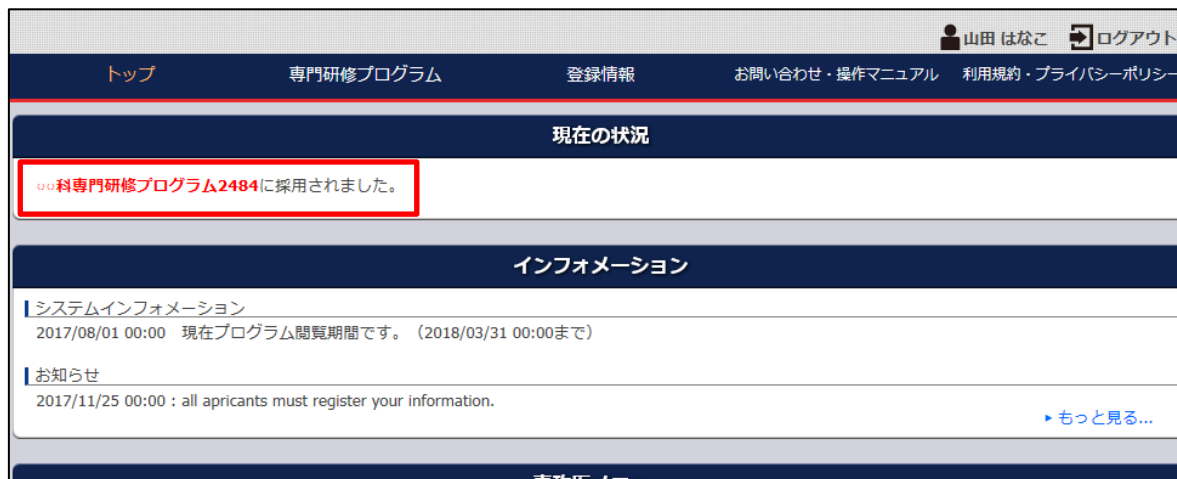 山田 はなこ ログアウト
トップ 専門研修プログラム 登録情報 お問い合わせ・操作マニュアル 利用規約・プライバシーポリシー
現在の状況
○○科専門研修プログラム2484に採用されました。
インフォメーション
システムインフォメーション
2017/08/01 00:00 現在プログラム閲覧期間です。（2018/03/31 00:00まで）
お知らせ
2017/11/25 00:00 : all apricants must register your information.
▸ もっと見る...